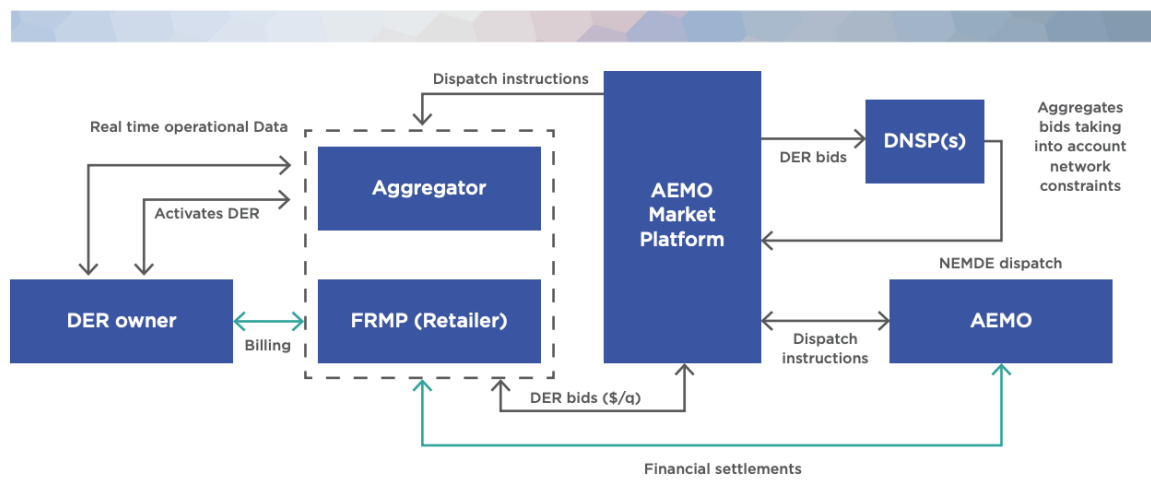 Dispatch instructions
Real time operational Data
Aggregator
Activates DER
DER owner
Billing
FRMP (Retailer)
DER bids ($/q)
AEMO
Market
Platform
DER bids
DNSP(s)
Aggregates
bids taking
into account
network
constraints
NEMDE dispatch
AEMO
Dispatch
instructions
Financial settlements